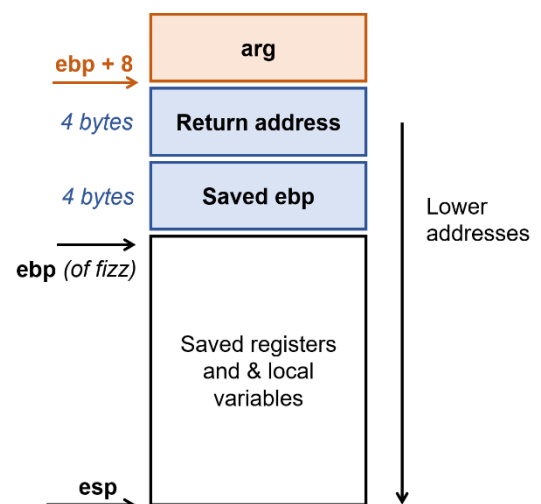 arg
ebp + 8
4 bytes
Return address
4 bytes
Saved ebp
Lower
addresses
ebp (of fizz)
Saved registers
and & local
variables
esp